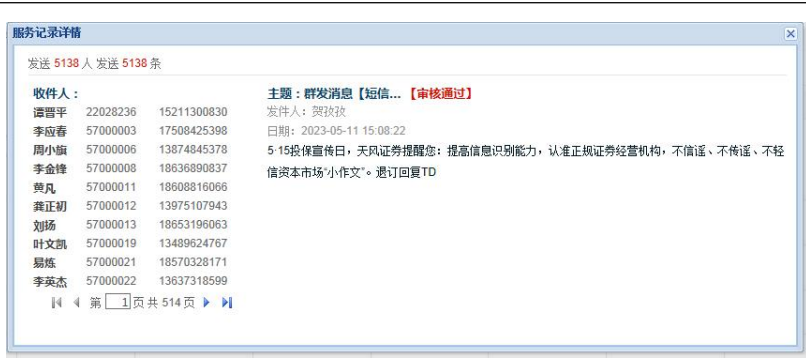 服务记录详情
发送 5138 人 发送 5138 条
收件人：
谭晋平 22028236 15211300830
李应春 57000003 17508425398
周小旗 57000006 13874845378
李金锋 57000008 18636890837
黄凡 57000011 18608816066
龚正初 57000012 13975107943
刘扬 57000013 18653196063
叶文凯 57000019 13489624767
易炼 57000021 18570328171
李英杰 57000022 13637318599
第 1 页 共 514 页
主题：群发消息【短信... 【审核通过】
发件人：贺孜孜
日期：2023-05-11 15:08:22
5·15投保宣传日，天风证券提醒您：提高信息识别能力，认准正规证券经营机构，不信谣、不传谣、不轻
信资本市场“小作文”。退订回复TD